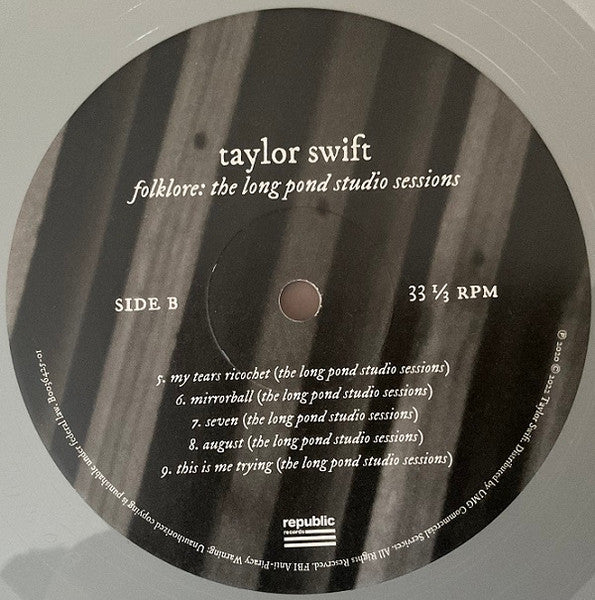 taylor swift
folklore: the long pond studio sessions
SIDE B
33 1/3 RPM
5. my tears ricochet (the long pond studio sessions)
6. mirrorball (the long pond studio sessions)
7. seven (the long pond studio sessions)
8. august (the long pond studio sessions)
9. this is me trying (the long pond studio sessions)
republic
records
℗ 2020 © 2022 Taylor Swift. Distributed by UMG Commercial Services. All Rights Reserved. FBI Anti-Piracy Warning: Unauthorized copying is punishable under federal law. B0036425-01